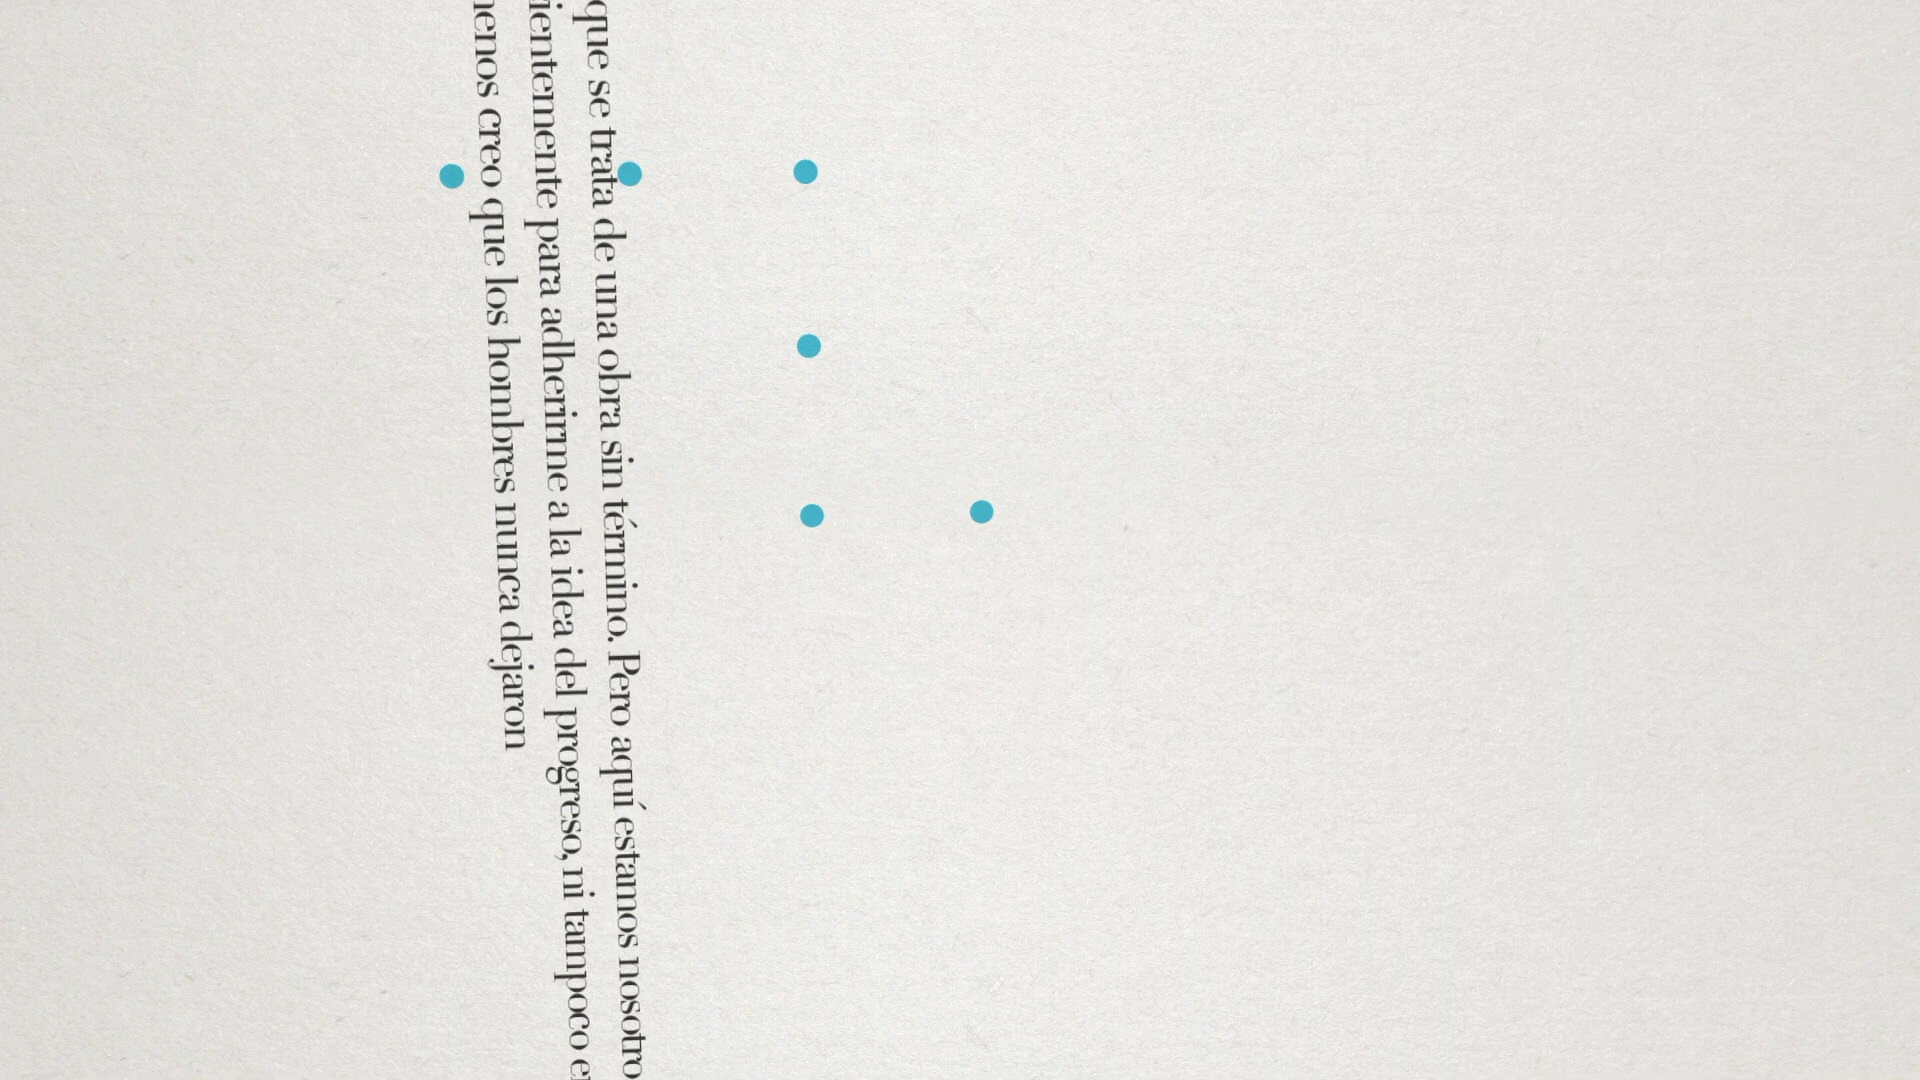 que se trata de una obra sin término. Pero aquí estamos
para adherirme a la idea del progreso, ni tampoco
creo que los hombres nunca dejaron